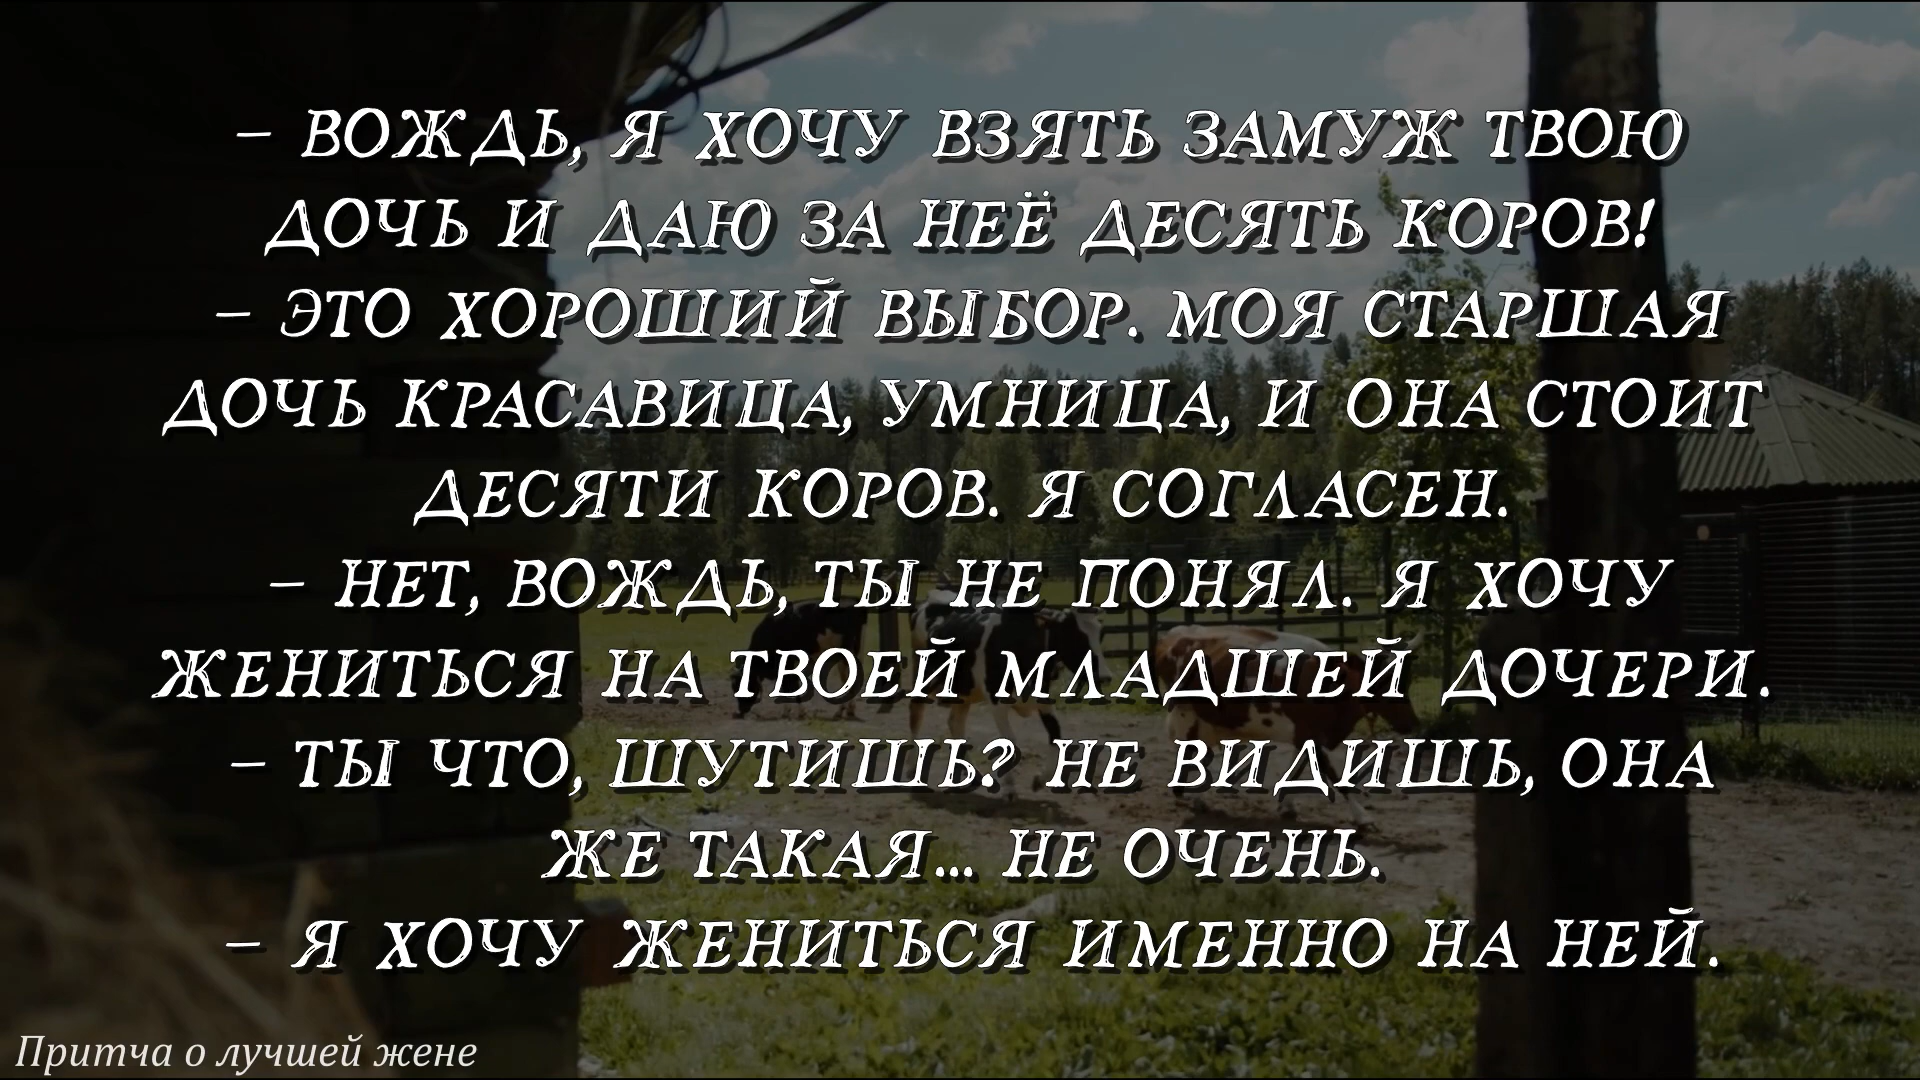 – ВОЖДЬ, Я ХОЧУ ВЗЯТЬ ЗАМУЖ ТВОЮ
ДОЧЬ И ДАЮ ЗА НЕЁ ДЕСЯТЬ КОРОВ!
– ЭТО ХОРОШИЙ ВЫБОР. МОЯ СТАРШАЯ
ДОЧЬ КРАСАВИЦА, УМНИЦА, И ОНА СТОИТ
ДЕСЯТИ КОРОВ. Я СОГЛАСЕН.
– НЕТ, ВОЖДЬ, ТЫ НЕ ПОНЯЛ. Я ХОЧУ
ЖЕНИТЬСЯ НА ТВОЕЙ МЛАДШЕЙ ДОЧЕРИ.
– ТЫ ЧТО, ШУТИШЬ? НЕ ВИДИШЬ, ОНА
ЖЕ ТАКАЯ... НЕ ОЧЕНЬ.
– Я ХОЧУ ЖЕНИТЬСЯ ИМЕННО НА НЕЙ.
Притча о лучшей жене